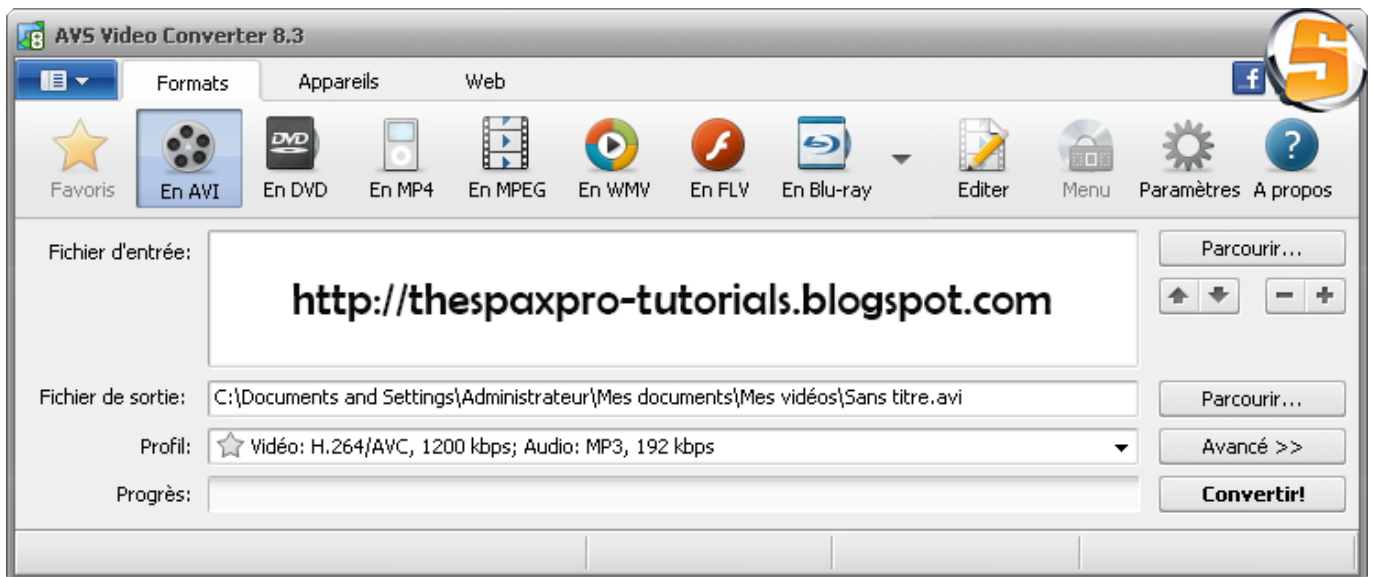 AVS Video Converter 8.3
Formats Appareils Web
Favoris En AVI En DVD En MP4 En MPEG En WMV En FLV En Blu-ray Editer Menu Paramètres A propos
Fichier d'entrée: Parcourir...
http://thespaxpro-tutorials.blogspot.com
Fichier de sortie: C:\Documents and Settings\Administrateur\Mes documents\Mes vidéos\Sans titre.avi Parcourir...
Profil: Vidéo: H.264/AVC, 1200 kbps; Audio: MP3, 192 kbps Avancé >>
Progrès: Convertir!